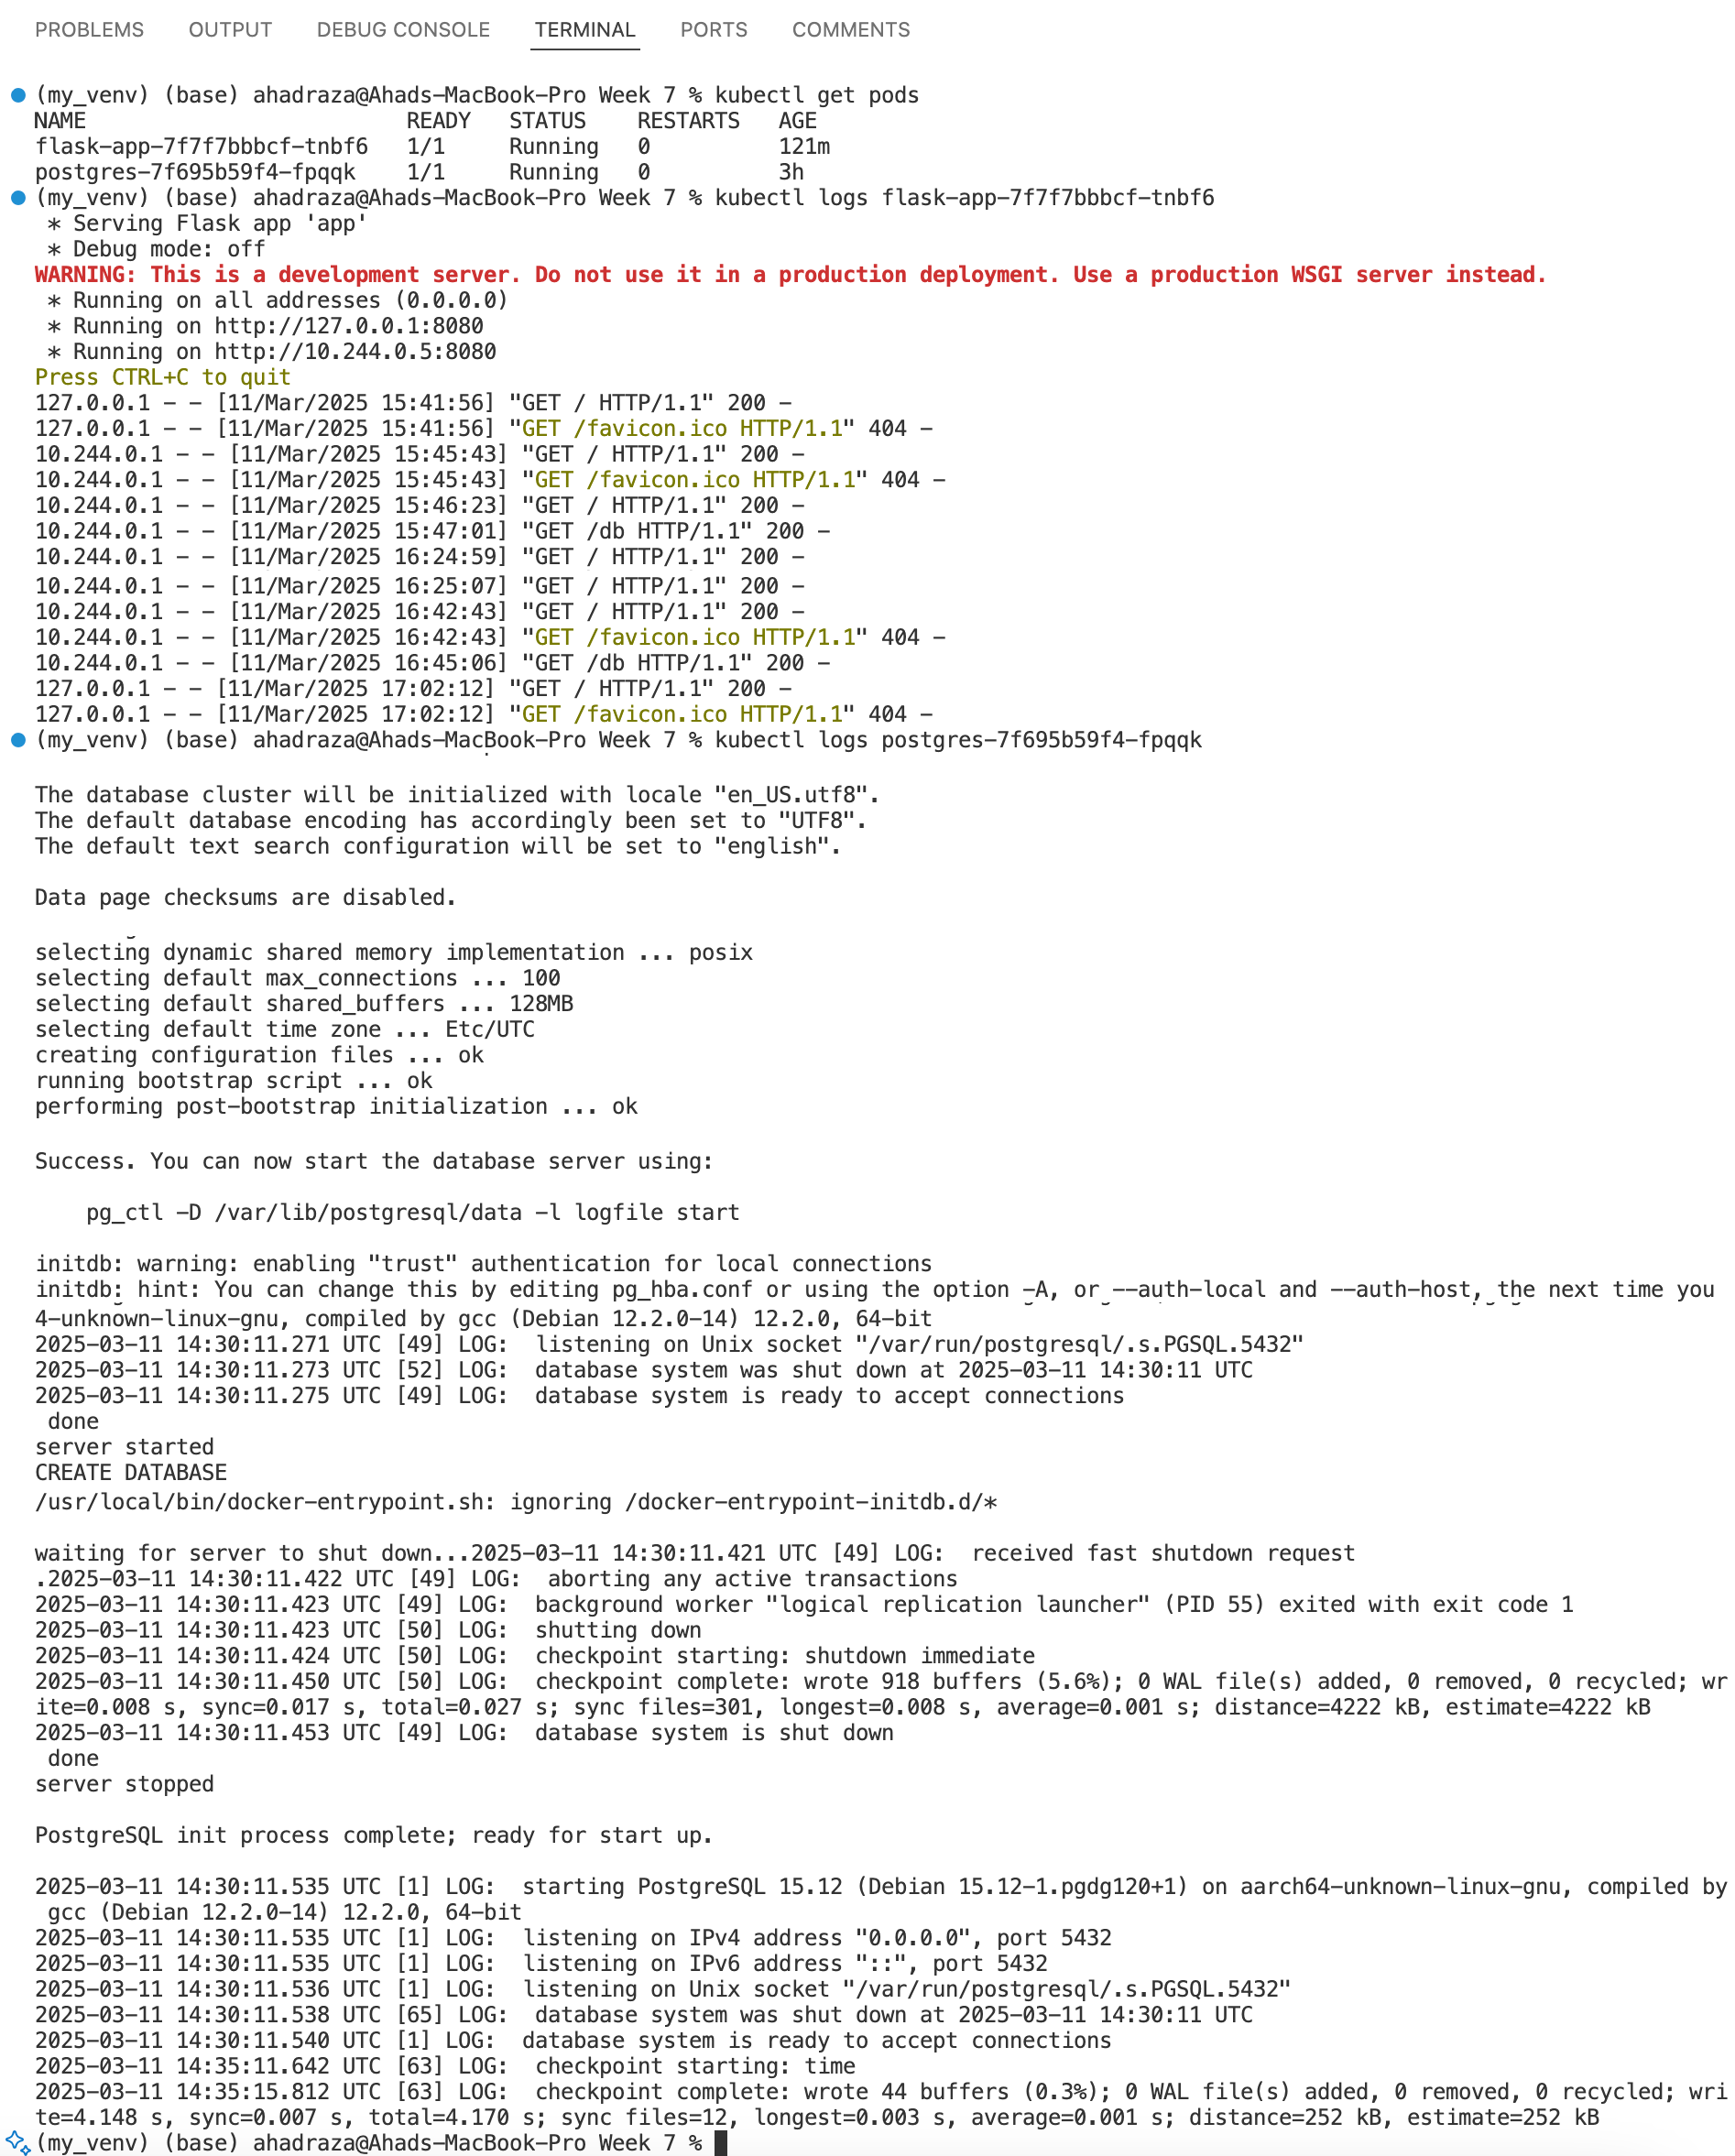 PROBLEMS OUTPUT DEBUG CONSOLE TERMINAL PORTS COMMENTS
(my_venv) (base) ahadraza@Ahads-MacBook-Pro Week 7 % kubectl get pods
NAME READY STATUS RESTARTS AGE
flask-app-7f7f7bbbcf-tnbf6 1/1 Running 0 121m
postgres-7f695b59f4-fpqqk 1/1 Running 0 3h
(my_venv) (base) ahadraza@Ahads-MacBook-Pro Week 7 % kubectl logs flask-app-7f7f7bbbcf-tnbf6
* Serving Flask app 'app'
* Debug mode: off
WARNING: This is a development server. Do not use it in a production deployment. Use a production WSGI server instead.
* Running on all addresses (0.0.0.0)
* Running on http://127.0.0.1:8080
* Running on http://10.244.0.5:8080
Press CTRL+C to quit
127.0.0.1 - - [11/Mar/2025 15:41:56] "GET / HTTP/1.1" 200 -
127.0.0.1 - - [11/Mar/2025 15:41:56] "GET /favicon.ico HTTP/1.1" 404 -
10.244.0.1 - - [11/Mar/2025 15:45:43] "GET / HTTP/1.1" 200 -
10.244.0.1 - - [11/Mar/2025 15:45:43] "GET /favicon.ico HTTP/1.1" 404 -
10.244.0.1 - - [11/Mar/2025 15:46:23] "GET / HTTP/1.1" 200 -
10.244.0.1 - - [11/Mar/2025 15:47:01] "GET /db HTTP/1.1" 200 -
10.244.0.1 - - [11/Mar/2025 16:24:59] "GET / HTTP/1.1" 200 -
10.244.0.1 - - [11/Mar/2025 16:25:07] "GET / HTTP/1.1" 200 -
10.244.0.1 - - [11/Mar/2025 16:42:43] "GET / HTTP/1.1" 200 -
10.244.0.1 - - [11/Mar/2025 16:42:43] "GET /favicon.ico HTTP/1.1" 404 -
10.244.0.1 - - [11/Mar/2025 16:45:06] "GET /db HTTP/1.1" 200 -
127.0.0.1 - - [11/Mar/2025 17:02:12] "GET / HTTP/1.1" 200 -
127.0.0.1 - - [11/Mar/2025 17:02:12] "GET /favicon.ico HTTP/1.1" 404 -
(my_venv) (base) ahadraza@Ahads-MacBook-Pro Week 7 % kubectl logs postgres-7f695b59f4-fpqqk
The database cluster will be initialized with locale "en_US.utf8".
The default database encoding has accordingly been set to "UTF8".
The default text search configuration will be set to "english".
Data page checksums are disabled.
selecting dynamic shared memory implementation ... posix
selecting default max_connections ... 100
selecting default shared_buffers ... 128MB
selecting default time zone ... Etc/UTC
creating configuration files ... ok
running bootstrap script ... ok
performing post-bootstrap initialization ... ok
Success. You can now start the database server using:
pg_ctl -D /var/lib/postgresql/data -l logfile start
initdb: warning: enabling "trust" authentication for local connections
initdb: hint: You can change this by editing pg_hba.conf or using the option -A, or --auth-local and --auth-host, the next time you
4-unknown-linux-gnu, compiled by gcc (Debian 12.2.0-14) 12.2.0, 64-bit
2025-03-11 14:30:11.271 UTC [49] LOG:  listening on Unix socket "/var/run/postgresql/.s.PGSQL.5432"
2025-03-11 14:30:11.273 UTC [52] LOG:  database system was shut down at 2025-03-11 14:30:11 UTC
2025-03-11 14:30:11.275 UTC [49] LOG:  database system is ready to accept connections
done
server started
CREATE DATABASE
/usr/local/bin/docker-entrypoint.sh: ignoring /docker-entrypoint-initdb.d/*
waiting for server to shut down...2025-03-11 14:30:11.421 UTC [49] LOG:  received fast shutdown request
.2025-03-11 14:30:11.422 UTC [49] LOG:  aborting any active transactions
2025-03-11 14:30:11.423 UTC [49] LOG:  background worker "logical replication launcher" (PID 55) exited with exit code 1
2025-03-11 14:30:11.423 UTC [50] LOG:  shutting down
2025-03-11 14:30:11.424 UTC [50] LOG:  checkpoint starting: shutdown immediate
2025-03-11 14:30:11.450 UTC [50] LOG:  checkpoint complete: wrote 918 buffers (5.6%); 0 WAL file(s) added, 0 removed, 0 recycled; wr
ite=0.008 s, sync=0.017 s, total=0.027 s; sync files=301, longest=0.008 s, average=0.001 s; distance=4222 kB, estimate=4222 kB
2025-03-11 14:30:11.453 UTC [49] LOG:  database system is shut down
done
server stopped
PostgreSQL init process complete; ready for start up.
2025-03-11 14:30:11.535 UTC [1] LOG:  starting PostgreSQL 15.12 (Debian 15.12-1.pgdg120+1) on aarch64-unknown-linux-gnu, compiled by
gcc (Debian 12.2.0-14) 12.2.0, 64-bit
2025-03-11 14:30:11.535 UTC [1] LOG:  listening on IPv4 address "0.0.0.0", port 5432
2025-03-11 14:30:11.535 UTC [1] LOG:  listening on IPv6 address "::", port 5432
2025-03-11 14:30:11.536 UTC [1] LOG:  listening on Unix socket "/var/run/postgresql/.s.PGSQL.5432"
2025-03-11 14:30:11.538 UTC [65] LOG:  database system was shut down at 2025-03-11 14:30:11 UTC
2025-03-11 14:30:11.540 UTC [1] LOG:  database system is ready to accept connections
2025-03-11 14:35:11.642 UTC [63] LOG:  checkpoint starting: time
2025-03-11 14:35:15.812 UTC [63] LOG:  checkpoint complete: wrote 44 buffers (0.3%); 0 WAL file(s) added, 0 removed, 0 recycled; wri
te=4.148 s, sync=0.007 s, total=4.170 s; sync files=12, longest=0.003 s, average=0.001 s; distance=252 kB, estimate=252 kB
(my_venv) (base) ahadraza@Ahads-MacBook-Pro Week 7 %